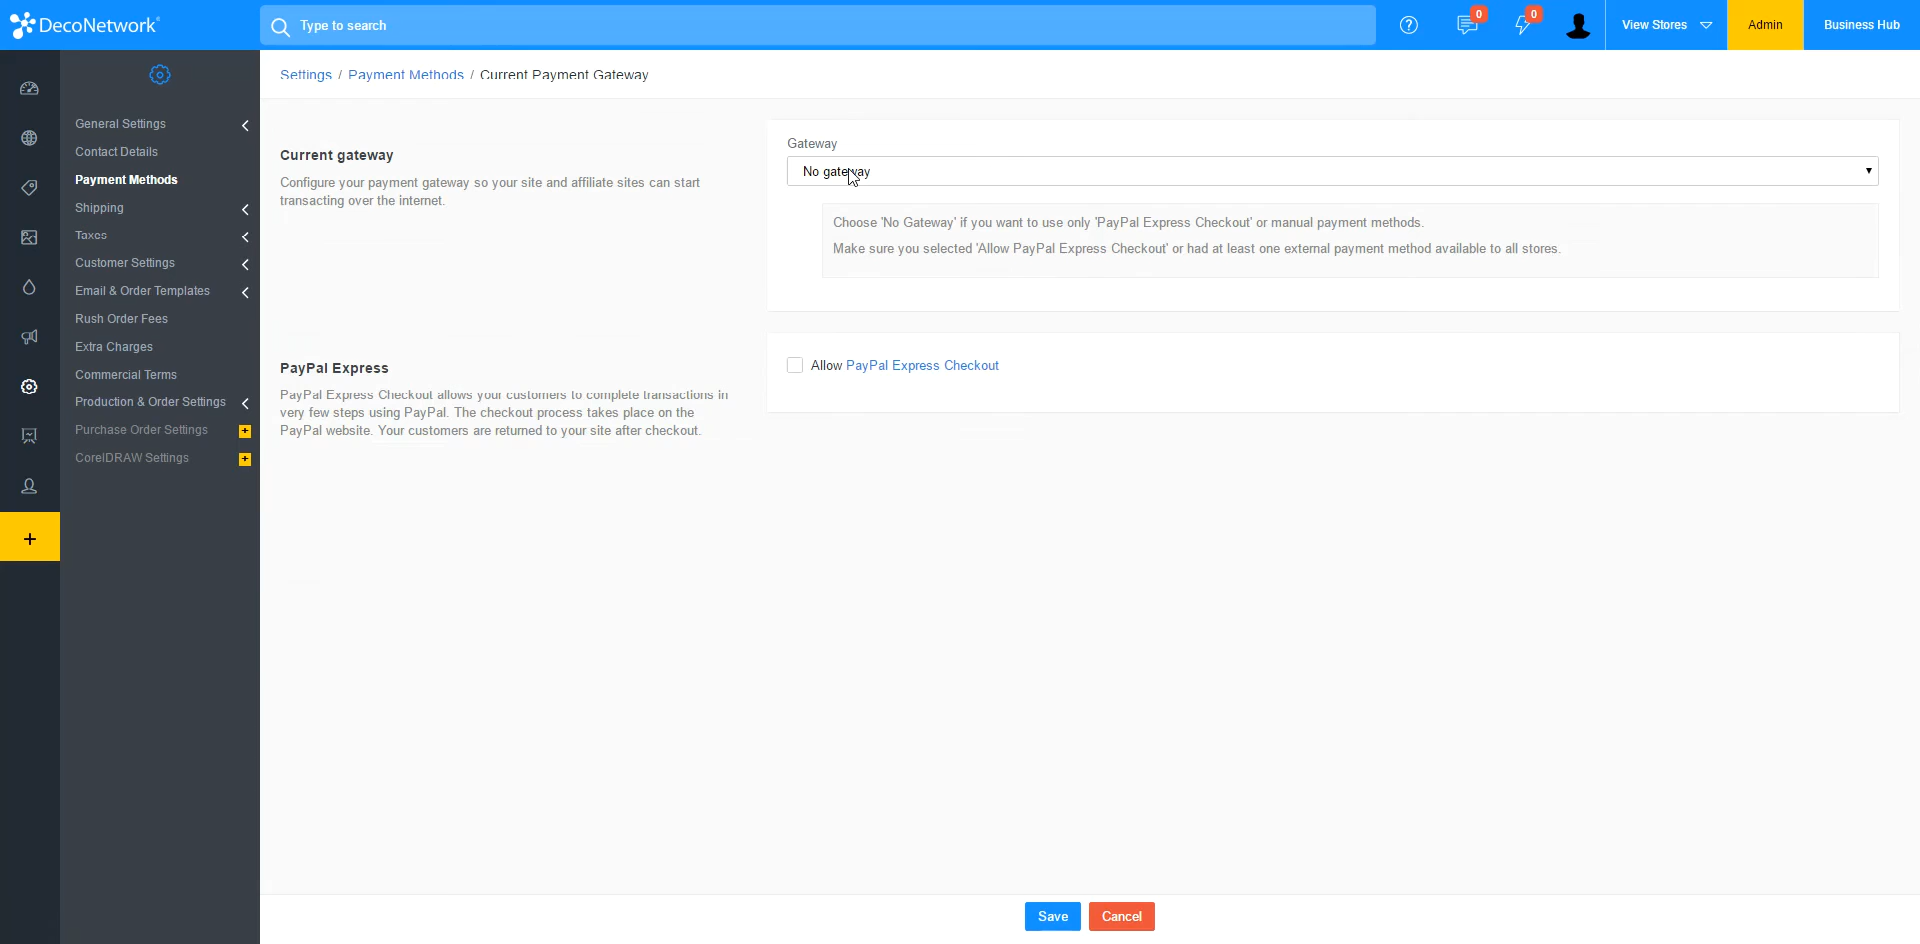 DecoNetwork
Type to search
0
0
View Stores
Admin
Business Hub
Settings / Payment Methods / Current Payment Gateway
General Settings
Contact Details
Payment Methods
Shipping
Taxes
Customer Settings
Email & Order Templates
Rush Order Fees
Extra Charges
Commercial Terms
Production & Order Settings
Purchase Order Settings
CorelDRAW Settings
Current gateway
Configure your payment gateway so your site and affiliate sites can start
transacting over the internet.
Gateway
No gateway
Choose 'No Gateway' if you want to use only 'PayPal Express Checkout' or manual payment methods.
Make sure you selected 'Allow PayPal Express Checkout' or had at least one external payment method available to all stores.
PayPal Express
PayPal Express Checkout allows your customers to complete transactions in
very few steps using PayPal. The checkout process takes place on the
PayPal website. Your customers are returned to your site after checkout.
Allow PayPal Express Checkout
Save
Cancel